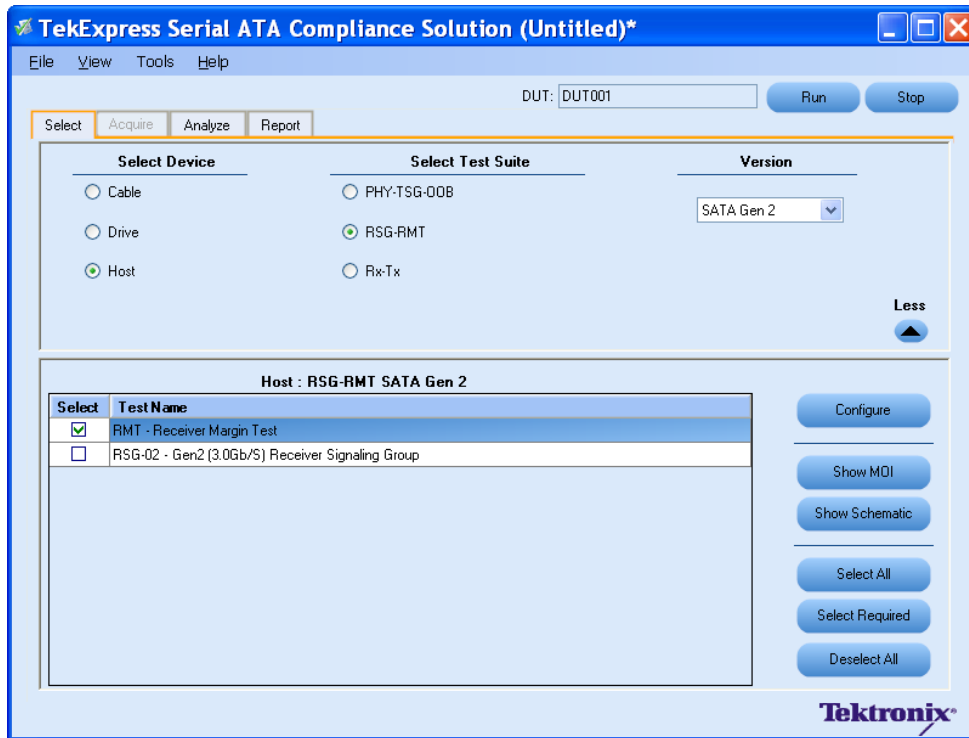 TekExpress Serial ATA Compliance Solution (Untitled)*
File View Tools Help
DUT: DUT001 Run Stop
Select Acquire Analyze Report
Select Device Select Test Suite Version
Cable PHY-TSG-OOB
SATA Gen 2
Drive RSG-RMT
Host Rx-Tx
Less
Host : RSG-RMT SATA Gen 2
Select Test Name
RMT - Receiver Margin Test
RSG-02 - Gen2 (3.0Gb/S) Receiver Signaling Group
Configure
Show MOI
Show Schematic
Select All
Select Required
Deselect All
Tektronix®